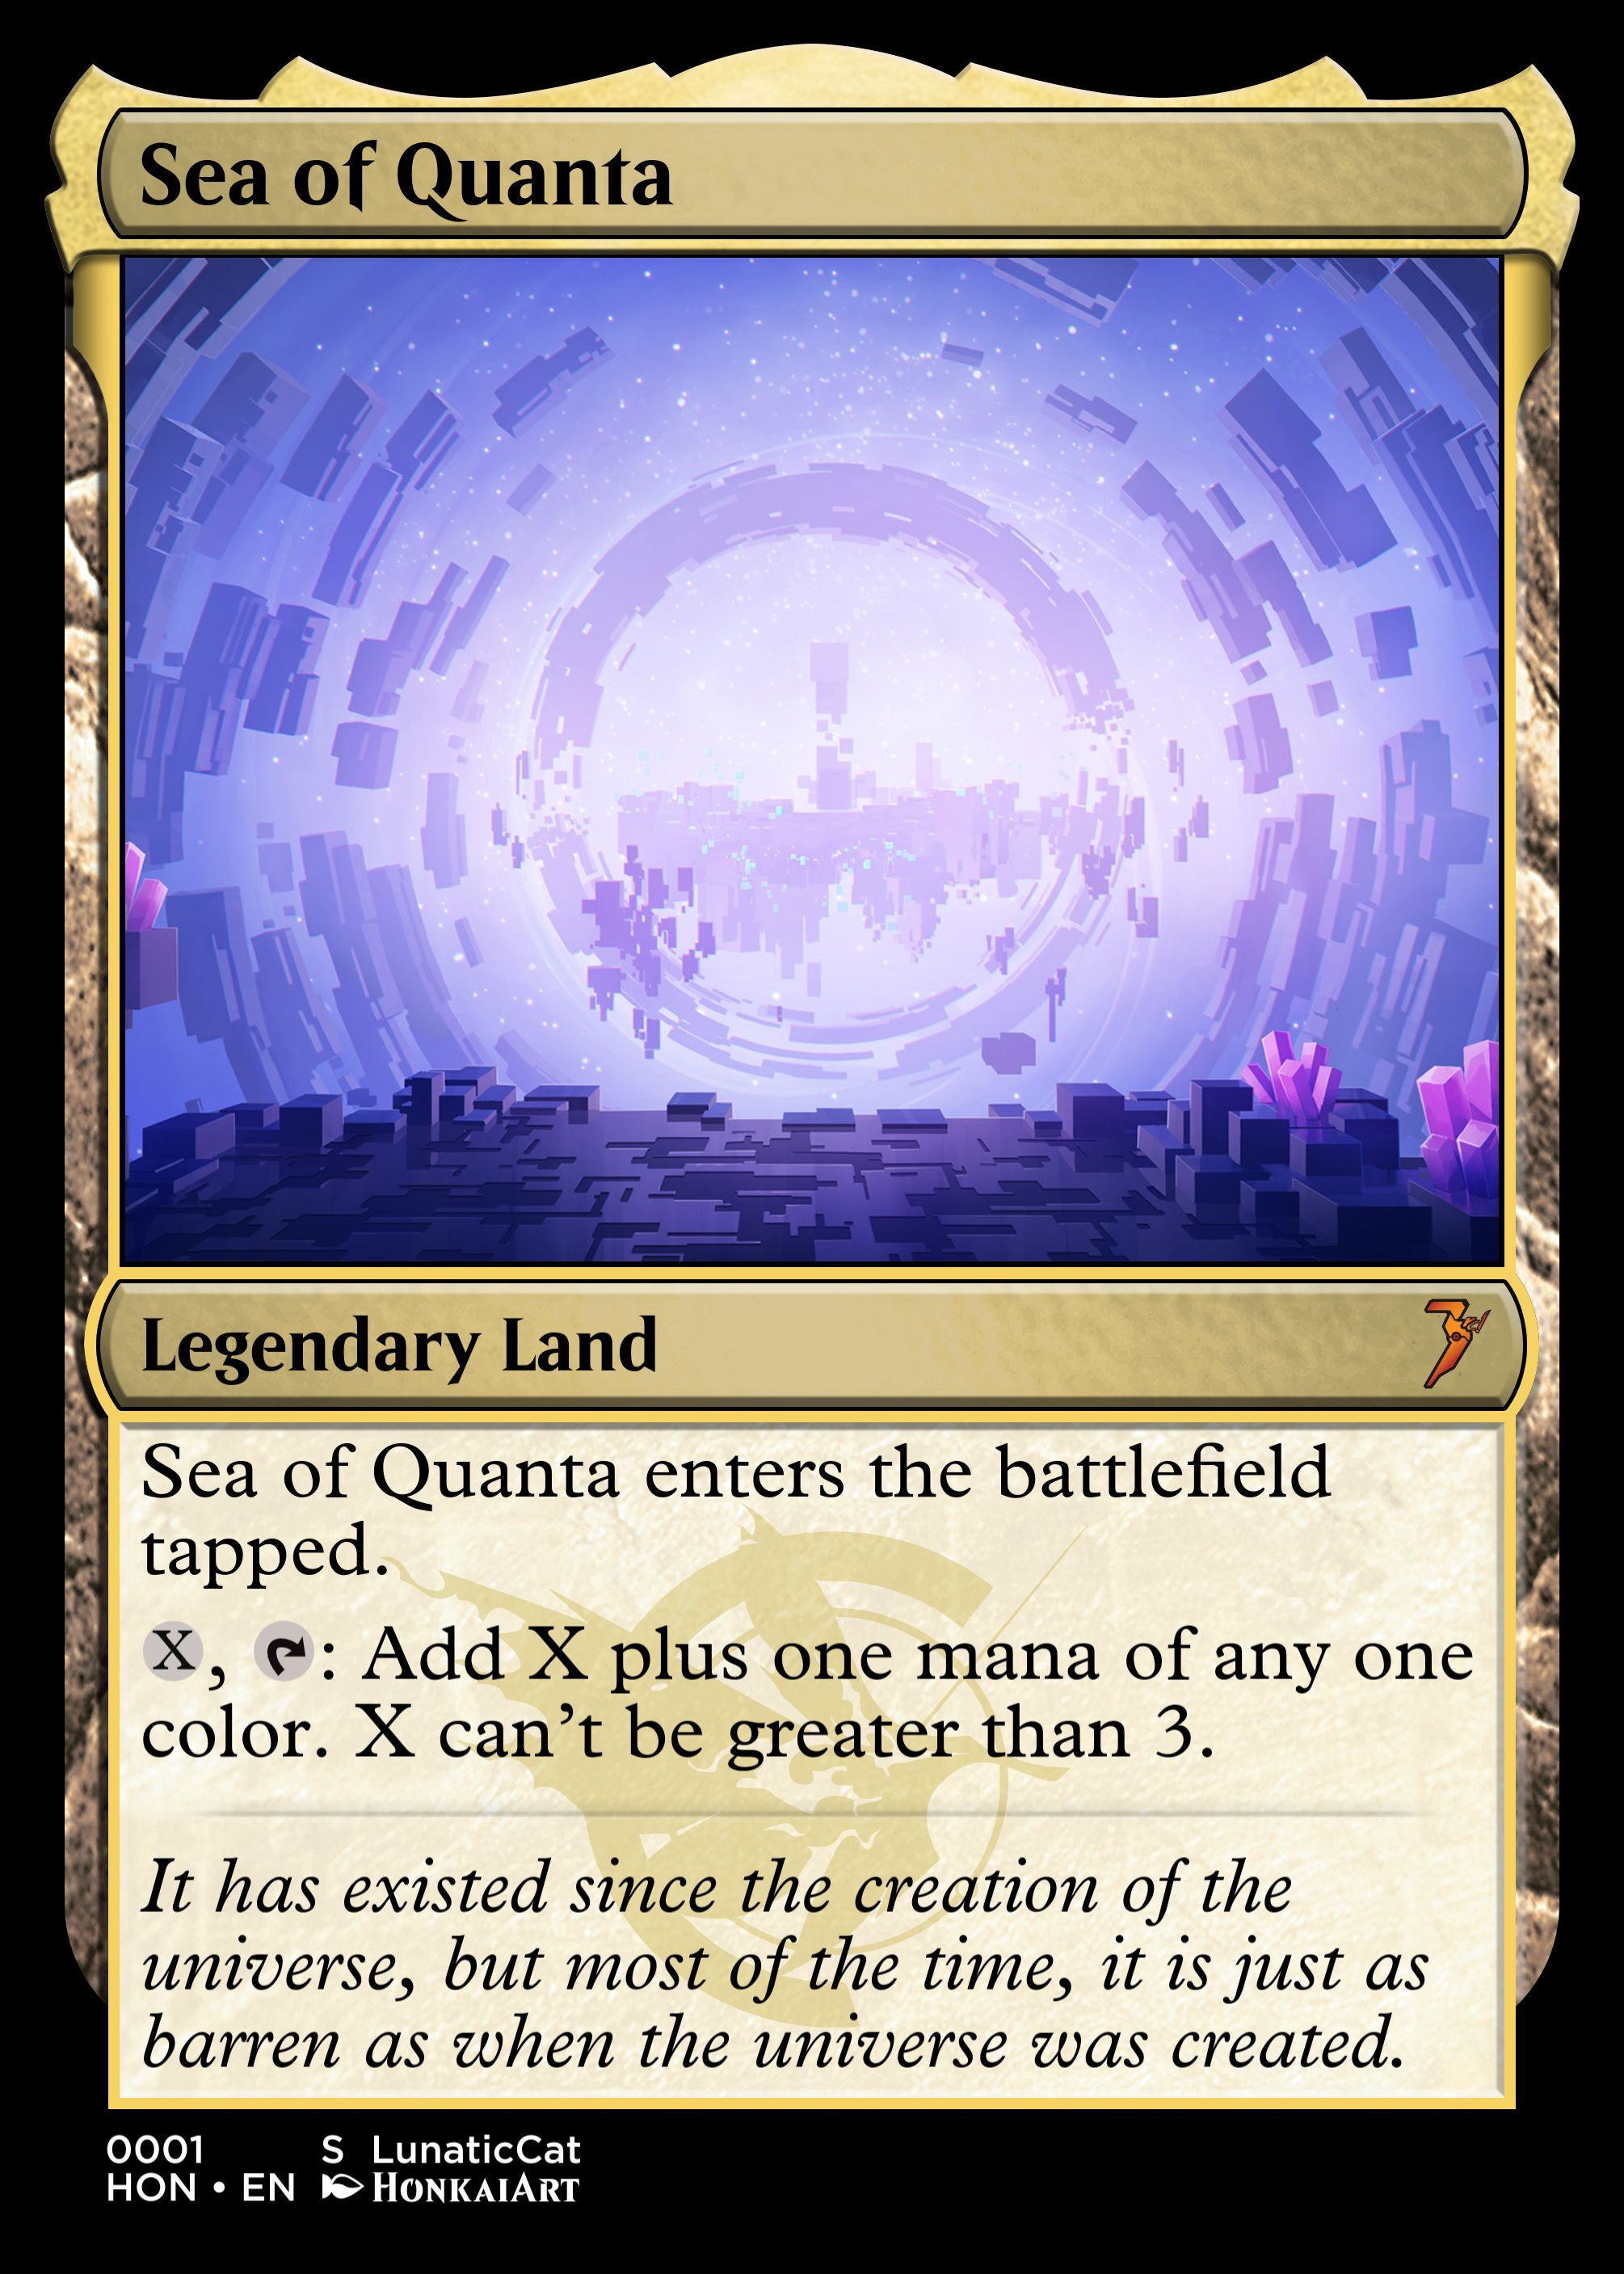 Sea of Quanta
Legendary Land
Sea of Quanta enters the battlefield
tapped.
X, : Add X plus one mana of any one
color. X can’t be greater than 3.
It has existed since the creation of the
universe, but most of the time, it is just as
barren as when the universe was created.
0001 S LunaticCat
HON • EN HONKAIART